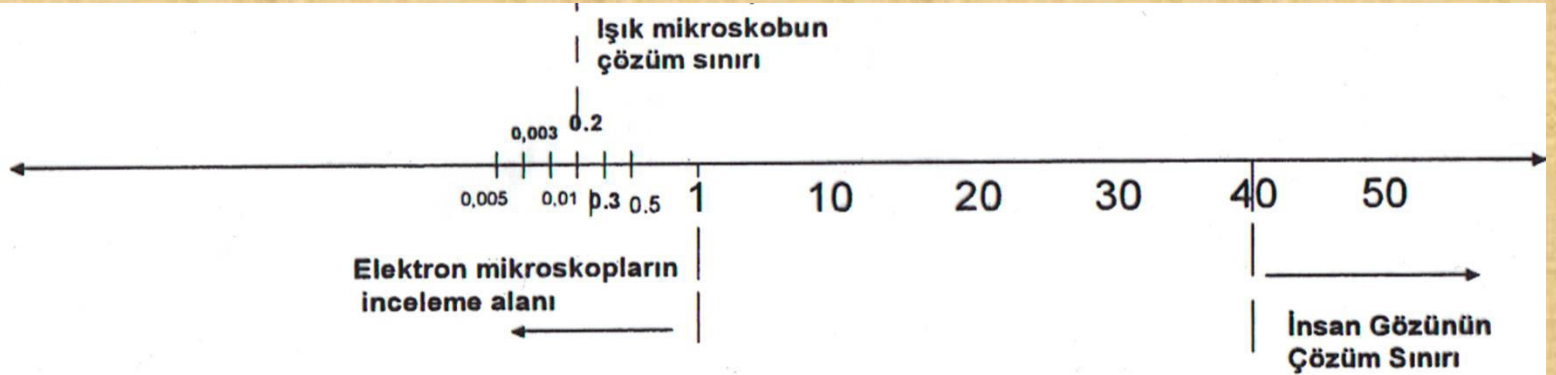 Işık mikroskobun
çözüm sınırı
0,003 0.2
0,005 0.01 0.3 0.5 1 10 20 30 40 50
Elektron mikroskopların
inceleme alanı
İnsan Gözünün
Çözüm Sınırı